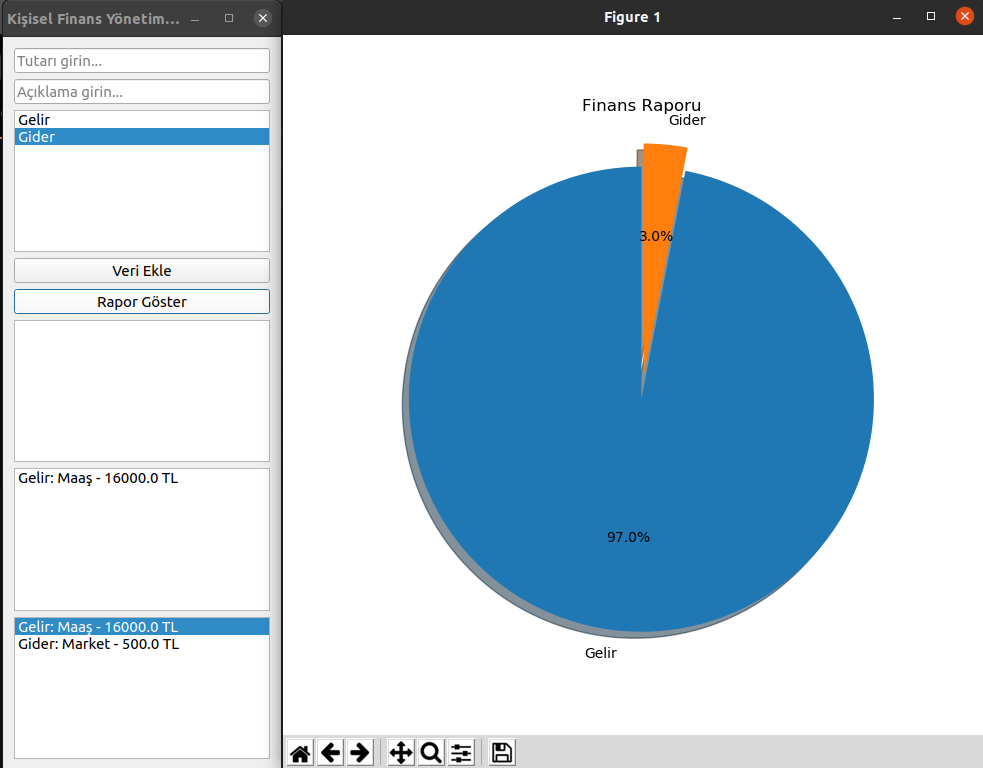 Kişisel Finans Yönetim...
Tutarı girin...
Açıklama girin...
Gelir
Gider
Veri Ekle
Rapor Göster
Gelir: Maaş - 16000.0 TL
Gelir: Maaş - 16000.0 TL
Gider: Market - 500.0 TL
Figure 1
Finans Raporu
Gider
3.0%
97.0%
Gelir